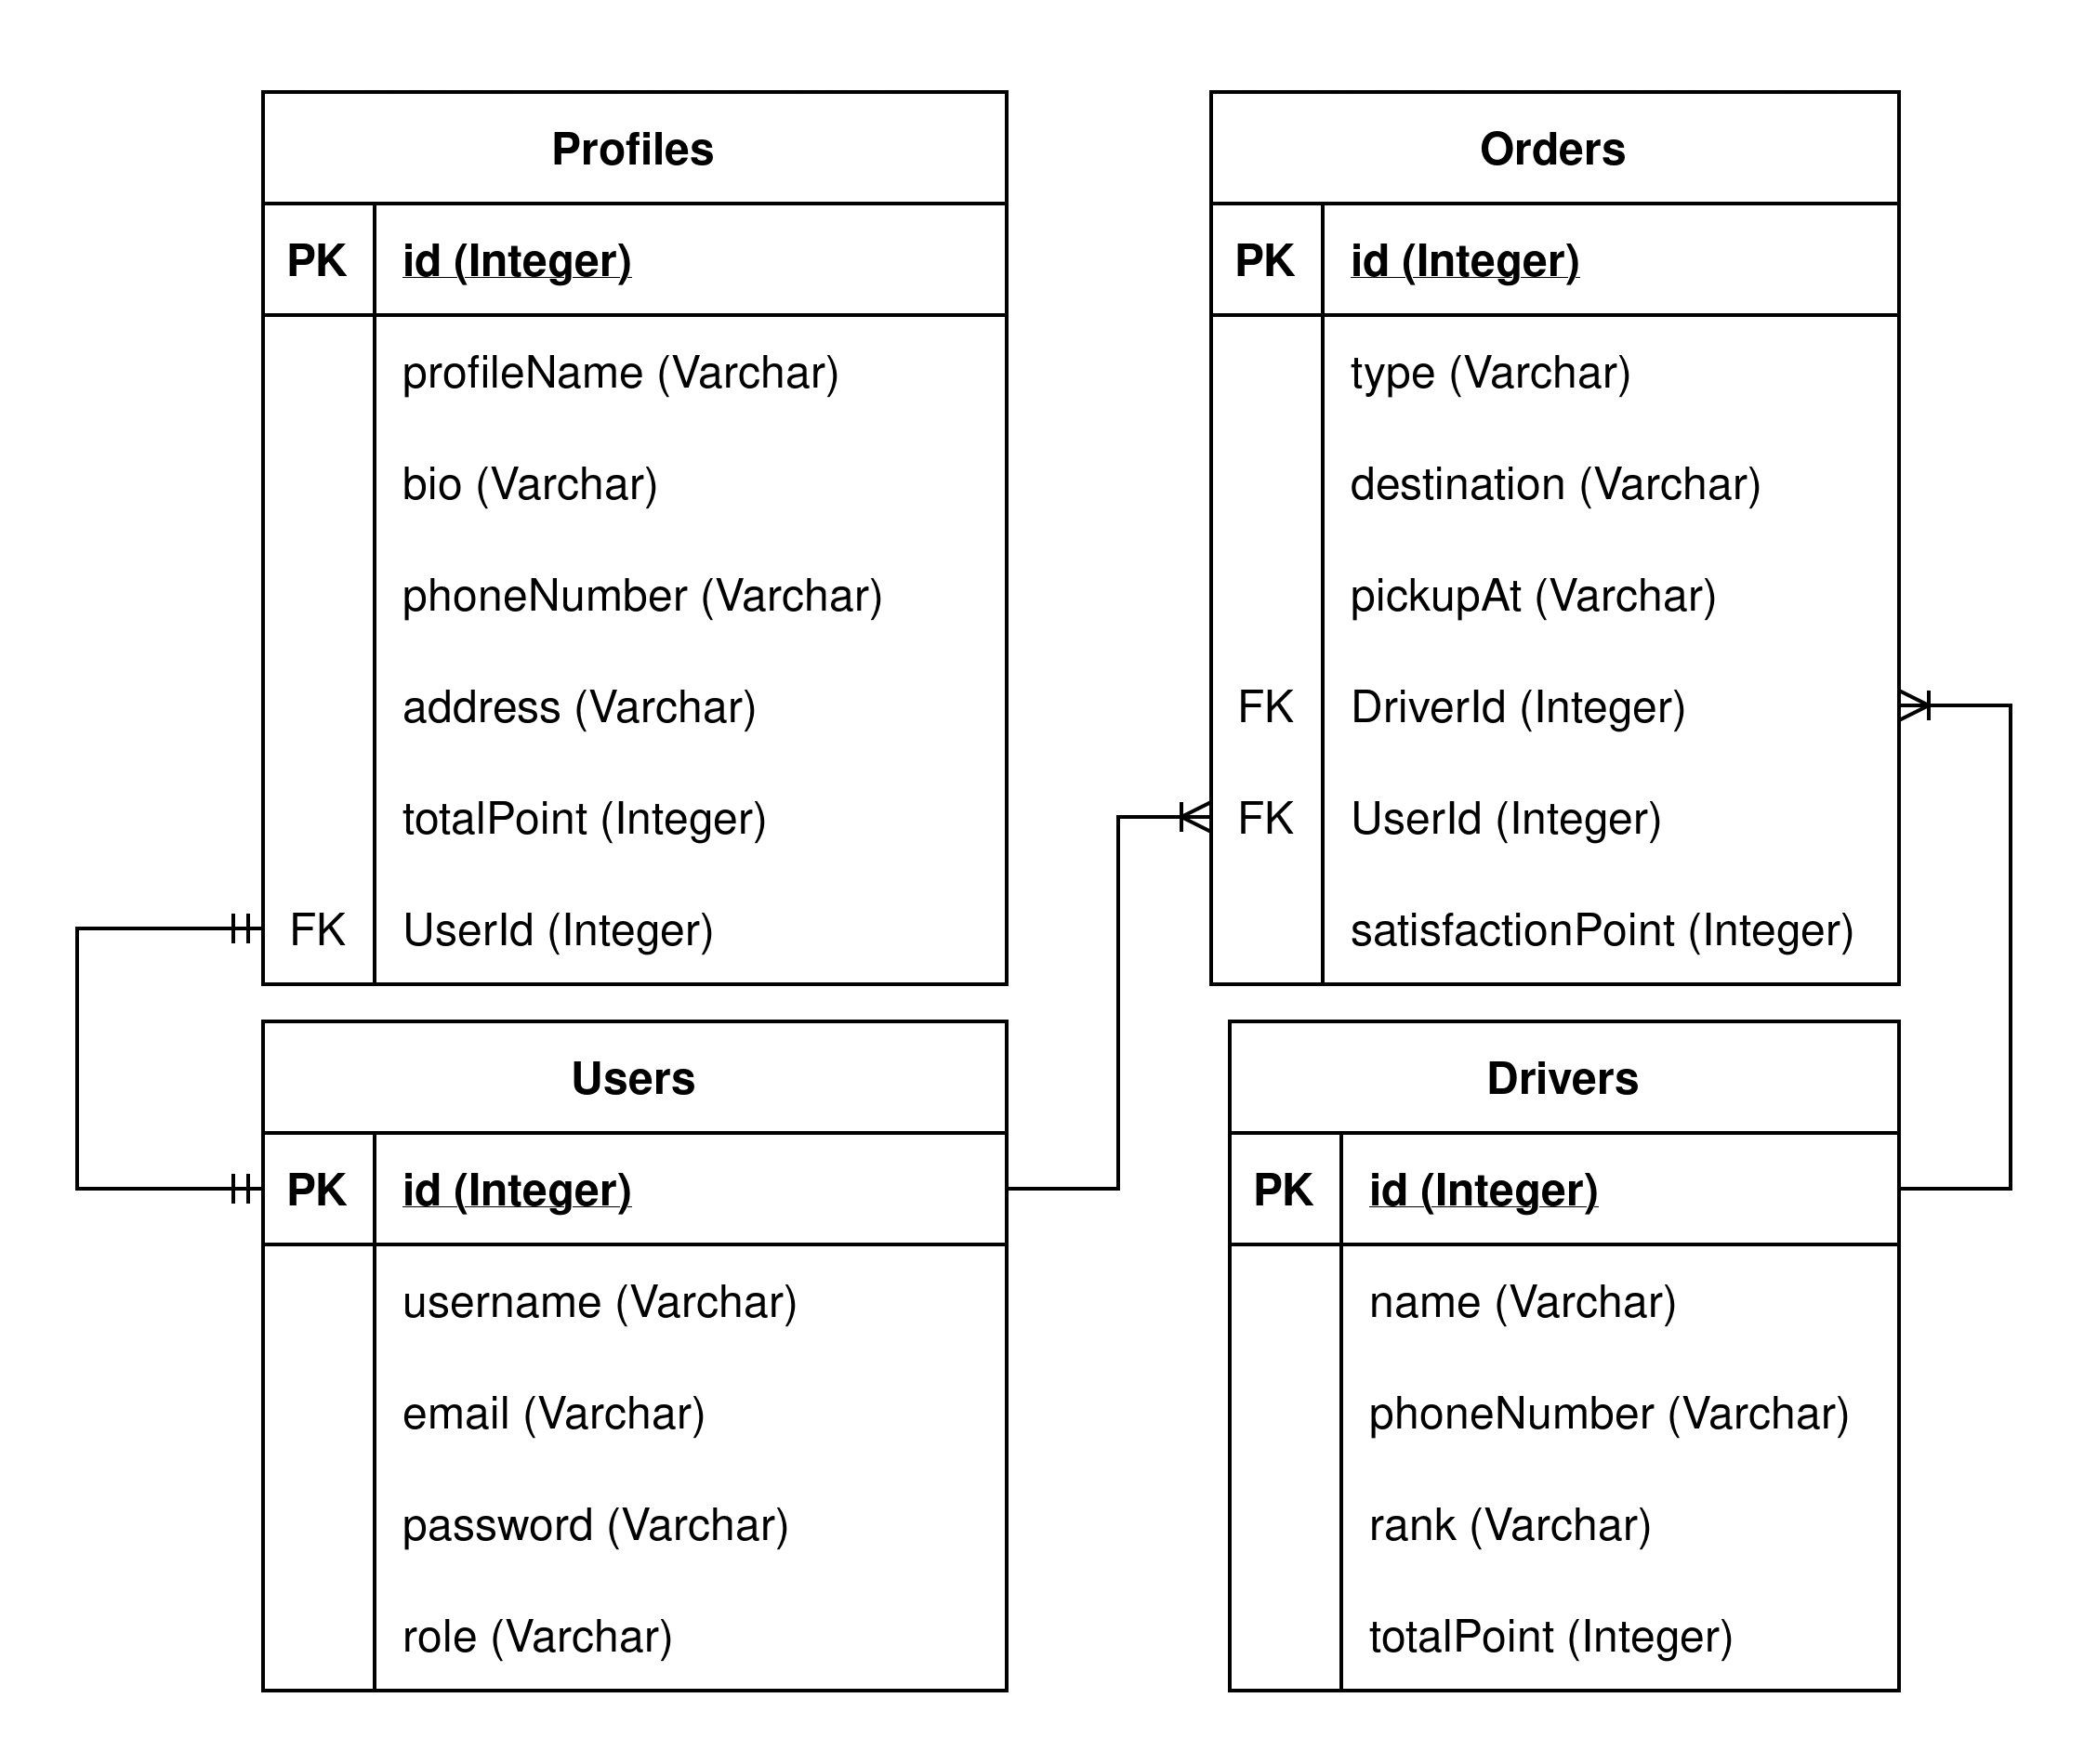 Profiles
PK id (Integer)
profileName (Varchar)
bio (Varchar)
phoneNumber (Varchar)
address (Varchar)
totalPoint (Integer)
FK UserId (Integer)
Orders
PK id (Integer)
type (Varchar)
destination (Varchar)
pickupAt (Varchar)
FK DriverId (Integer)
FK UserId (Integer)
satisfactionPoint (Integer)
Users
PK id (Integer)
username (Varchar)
email (Varchar)
password (Varchar)
role (Varchar)
Drivers
PK id (Integer)
name (Varchar)
phoneNumber (Varchar)
rank (Varchar)
totalPoint (Integer)